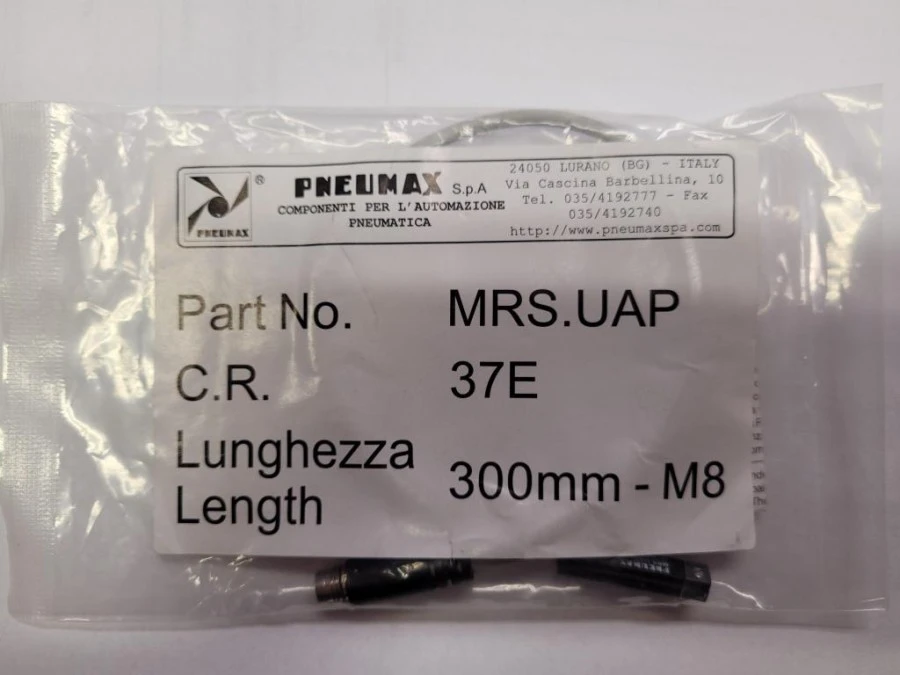 PNEUMAX
®
PNEUMAX S.p.A
COMPONENTI PER L'AUTOMAZIONE
PNEUMATICA
24050 LURANO (BG) - ITALY
Via Cascina Barbellina, 10
Tel. 035/4192777 - Fax
035/4192740
http://www.pneumaxspa.com
Part No. MRS.UAP
C.R. 37E
Lunghezza
Length
300mm - M8